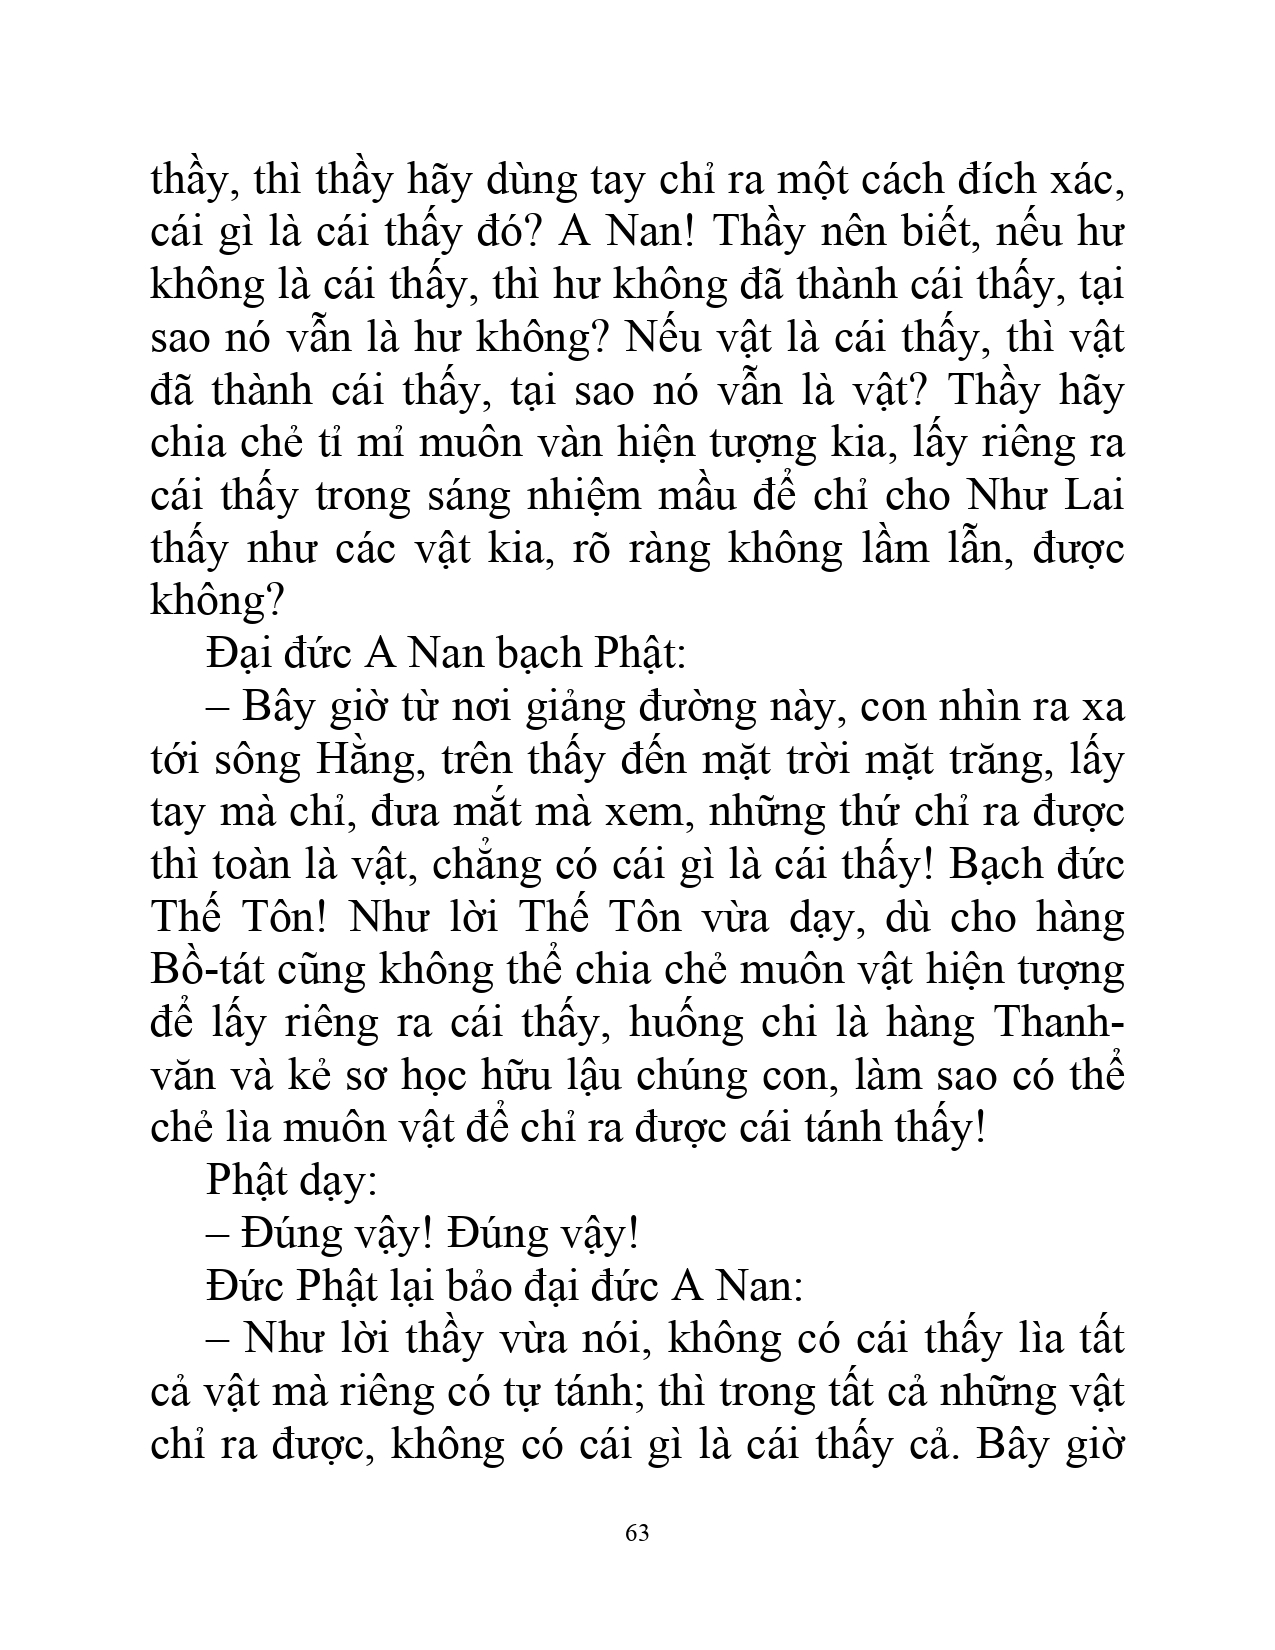 thầy, thì thầy hãy dùng tay chỉ ra một cách đích xác,
cái gì là cái thấy đó? A Nan! Thầy nên biết, nếu hư
không là cái thấy, thì hư không đã thành cái thấy, tại
sao nó vẫn là hư không? Nếu vật là cái thấy, thì vật
đã thành cái thấy, tại sao nó vẫn là vật? Thầy hãy
chia chẻ tỉ mỉ muôn vàn hiện tượng kia, lấy riêng ra
cái thấy trong sáng nhiệm mầu để chỉ cho Như Lai
thấy như các vật kia, rõ ràng không lầm lẫn, được
không?
Đại đức A Nan bạch Phật:
– Bây giờ từ nơi giảng đường này, con nhìn ra xa
tới sông Hằng, trên thấy đến mặt trời mặt trăng, lấy
tay mà chỉ, đưa mắt mà xem, những thứ chỉ ra được
thì toàn là vật, chẳng có cái gì là cái thấy! Bạch đức
Thế Tôn! Như lời Thế Tôn vừa dạy, dù cho hàng
Bồ-tát cũng không thể chia chẻ muôn vật hiện tượng
để lấy riêng ra cái thấy, huống chi là hàng Thanh-
văn và kẻ sơ học hữu lậu chúng con, làm sao có thể
chẻ lìa muôn vật để chỉ ra được cái tánh thấy!
Phật dạy:
– Đúng vậy! Đúng vậy!
Đức Phật lại bảo đại đức A Nan:
– Như lời thầy vừa nói, không có cái thấy lìa tất
cả vật mà riêng có tự tánh; thì trong tất cả những vật
chỉ ra được, không có cái gì là cái thấy cả. Bây giờ
63